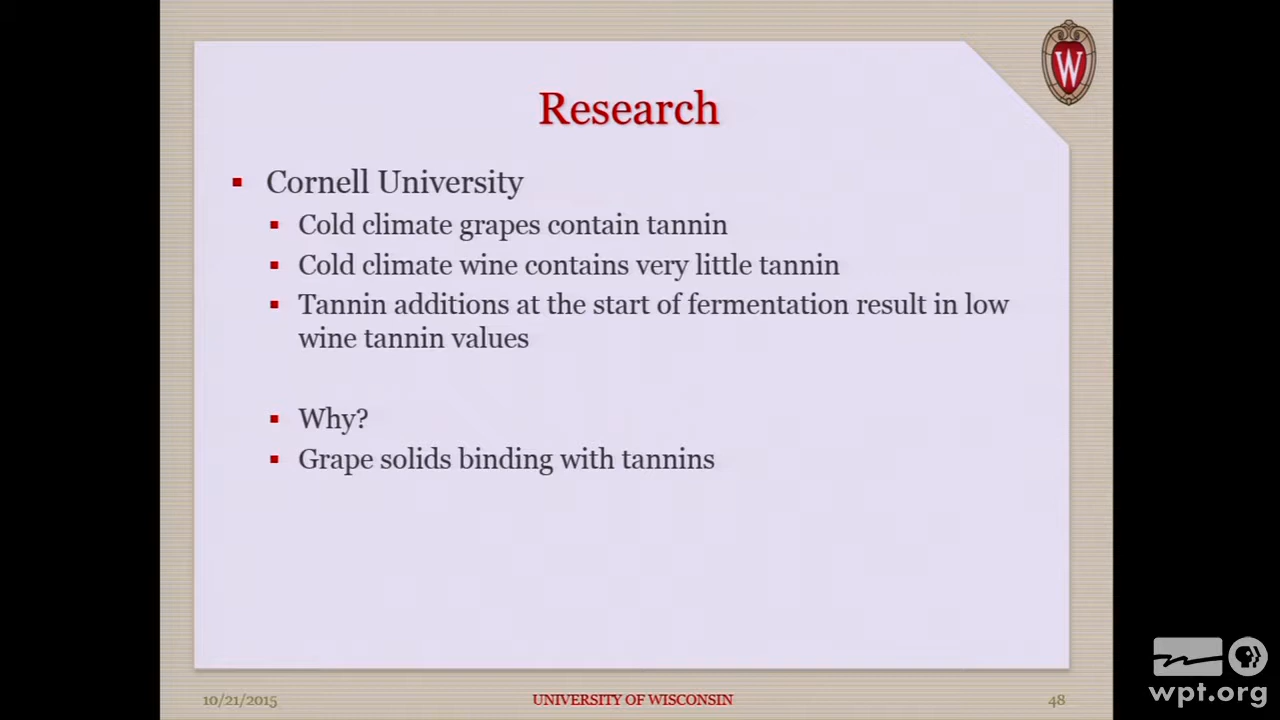 W
Research
Cornell University
Cold climate grapes contain tannin
Cold climate wine contains very little tannin
Tannin additions at the start of fermentation result in low
wine tannin values
Why?
Grape solids binding with tannins
10/21/2015
UNIVERSITY OF WISCONSIN
48
wpt.org